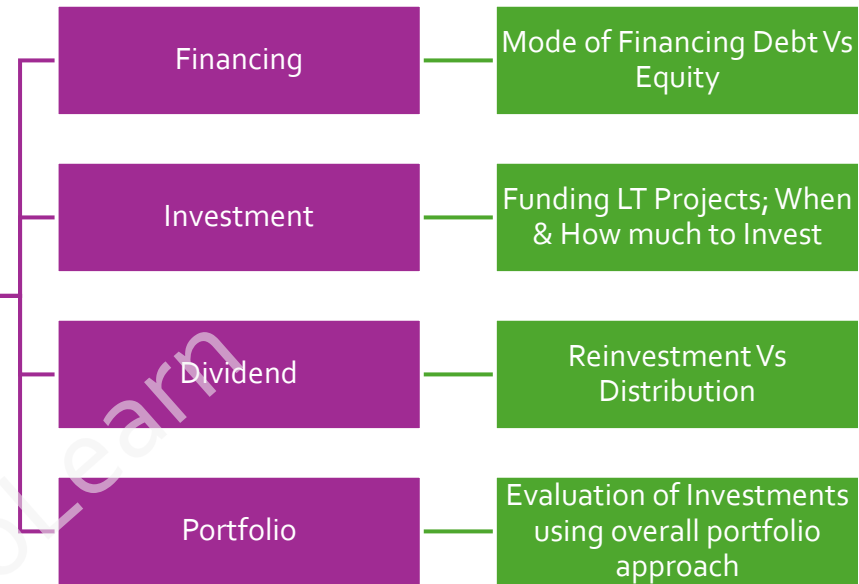 Financing
Mode of Financing Debt Vs
Equity
Investment
Funding LT Projects; When
& How much to Invest
Dividend
Reinvestment Vs
Distribution
Portfolio
Evaluation of Investments
using overall portfolio
approach